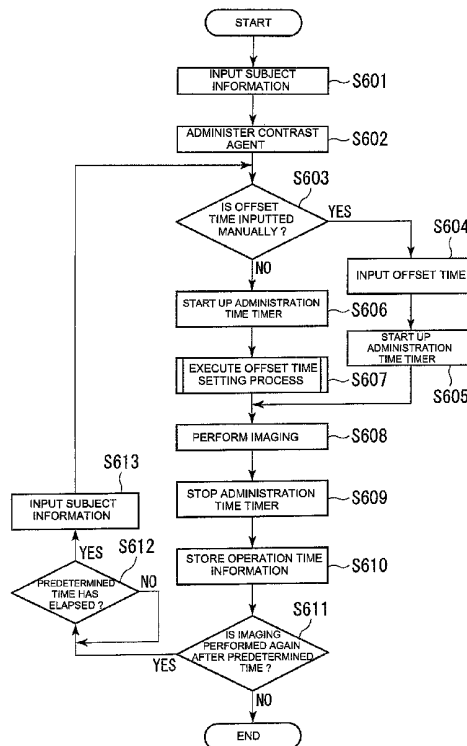 START
INPUT SUBJECT
INFORMATION
S601
ADMINISTER CONTRAST
AGENT
S602
S603
IS OFFSET
TIME INPUTTED
MANUALLY ?
YES
NO
S604
INPUT OFFSET TIME
START UP
ADMINISTRATION
TIME TIMER
S605
START UP ADMINISTRATION
TIME TIMER
S606
EXECUTE OFFSET TIME
SETTING PROCESS
S607
PERFORM IMAGING
S608
STOP ADMINISTRATION
TIME TIMER
S609
STORE OPERATION TIME
INFORMATION
S610
S611
IS IMAGING
PERFORMED AGAIN
AFTER PREDETERMINED
TIME ?
YES
NO
S612
PREDETERMINED
TIME HAS
ELAPSED ?
YES
NO
S613
INPUT SUBJECT
INFORMATION
END